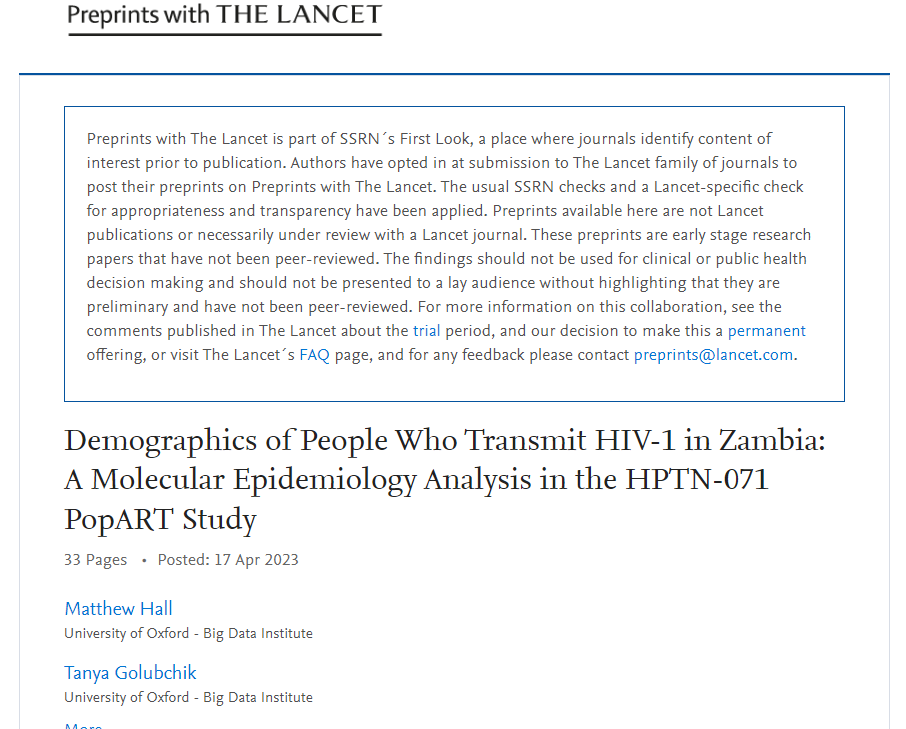 Preprints with THE LANCET
Preprints with The Lancet is part of SSRN´s First Look, a place where journals identify content of
interest prior to publication. Authors have opted in at submission to The Lancet family of journals to
post their preprints on Preprints with The Lancet. The usual SSRN checks and a Lancet-specific check
for appropriateness and transparency have been applied. Preprints available here are not Lancet
publications or necessarily under review with a Lancet journal. These preprints are early stage research
papers that have not been peer-reviewed. The findings should not be used for clinical or public health
decision making and should not be presented to a lay audience without highlighting that they are
preliminary and have not been peer-reviewed. For more information on this collaboration, see the
comments published in The Lancet about the trial period, and our decision to make this a permanent
offering, or visit The Lancet´s FAQ page, and for any feedback please contact preprints@lancet.com.
Demographics of People Who Transmit HIV-1 in Zambia:
A Molecular Epidemiology Analysis in the HPTN-071
PopART Study
33 Pages • Posted: 17 Apr 2023
Matthew Hall
University of Oxford - Big Data Institute
Tanya Golubchik
University of Oxford - Big Data Institute
More